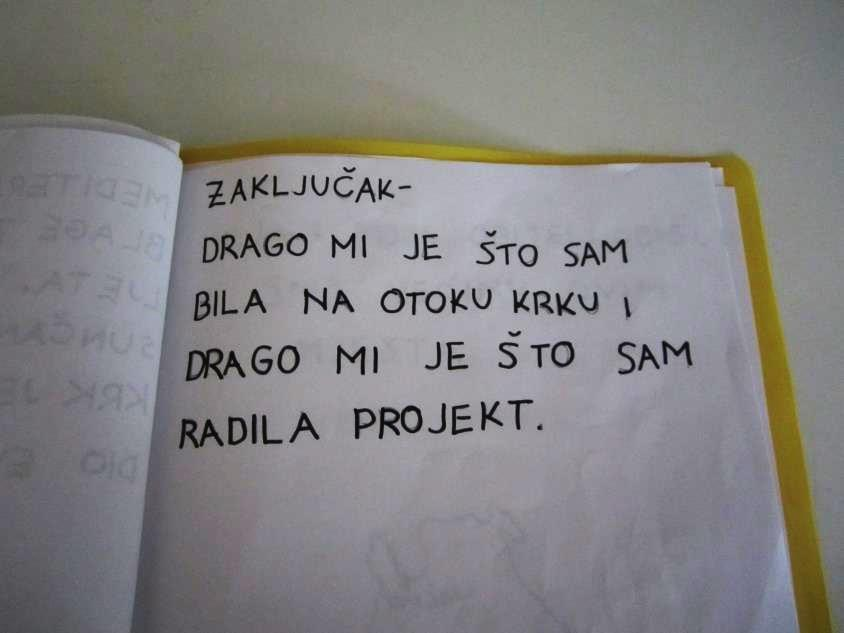 ZAKLJUČAK-
DRAGO MI JE ŠTO SAM
BILA NA OTOKU KRKU I
DRAGO MI JE ŠTO SAM
RADILA PROJEKT.